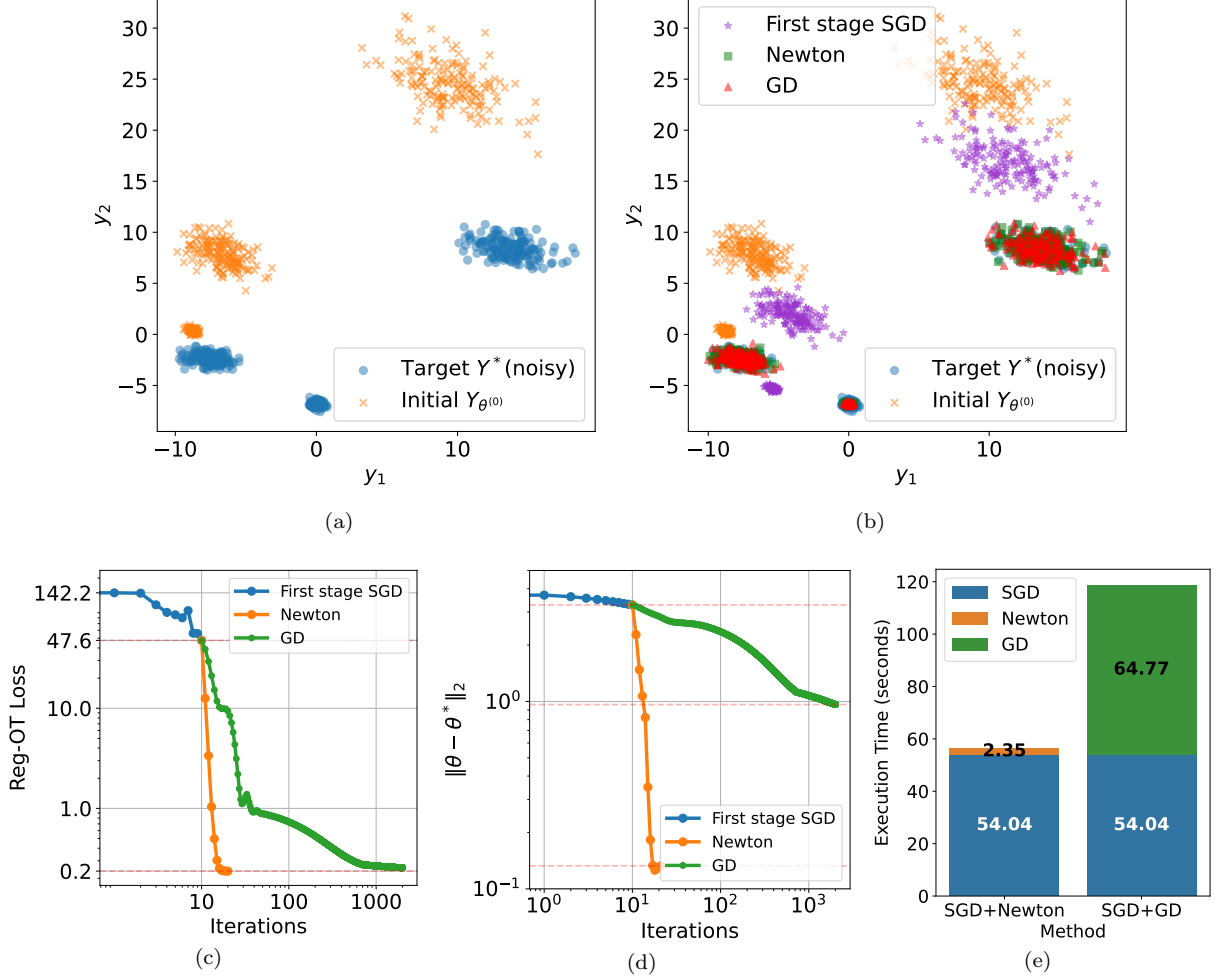 30
25
20
15
10
5
0
−5
y2
−10
0
10
y1
Target Y*(noisy)
Initial Yθ(0)
(a)
30
25
20
15
10
5
0
−5
y2
−10
0
10
y1
First stage SGD
Newton
GD
Target Y*(noisy)
Initial Yθ(0)
(b)
142.2
47.6
10.0
1.0
0.2
Reg-OT Loss
10
100
1000
Iterations
First stage SGD
Newton
GD
(c)
10^0
10^−1
‖θ − θ*‖2
10^0
10^1
10^2
10^3
Iterations
First stage SGD
Newton
GD
(d)
120
100
80
60
40
20
0
Execution Time (seconds)
SGD
Newton
GD
2.35
54.04
64.77
54.04
SGD+Newton
SGD+GD
Method
(e)